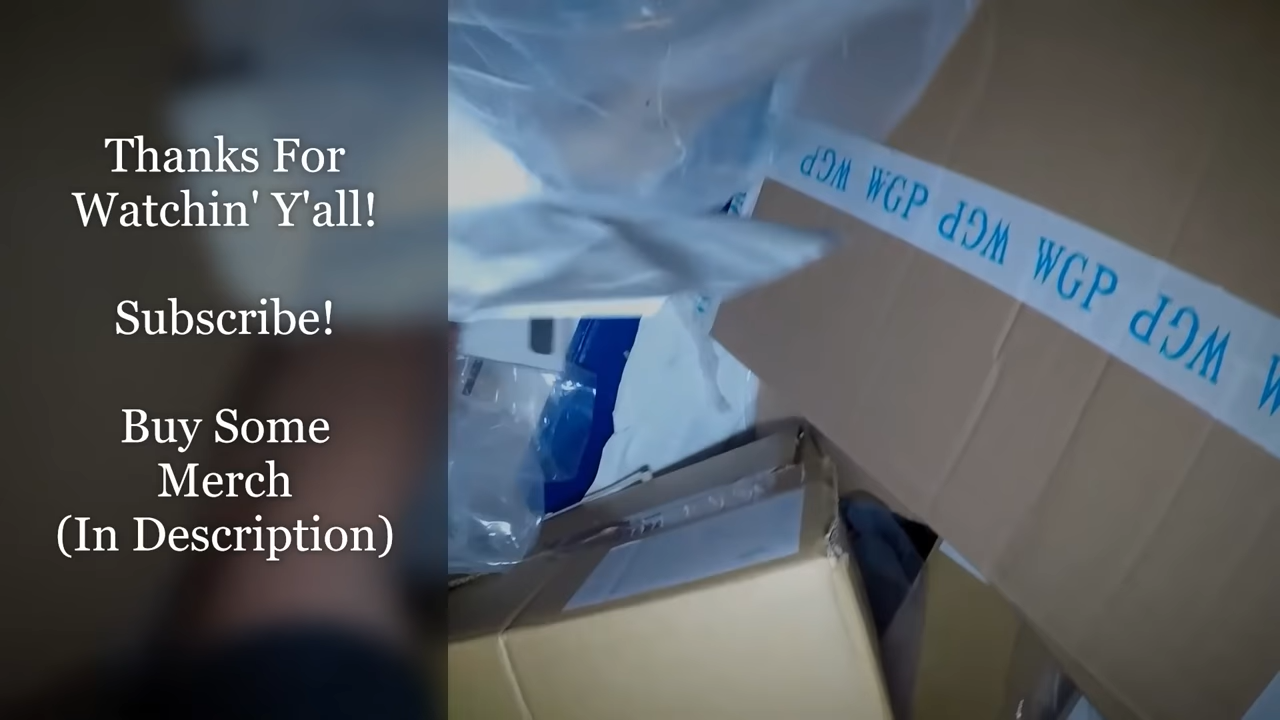 Thanks For
Watchin' Y'all!
Subscribe!
Buy Some
Merch
(In Description)
WGP WGP WGP WGP WGP